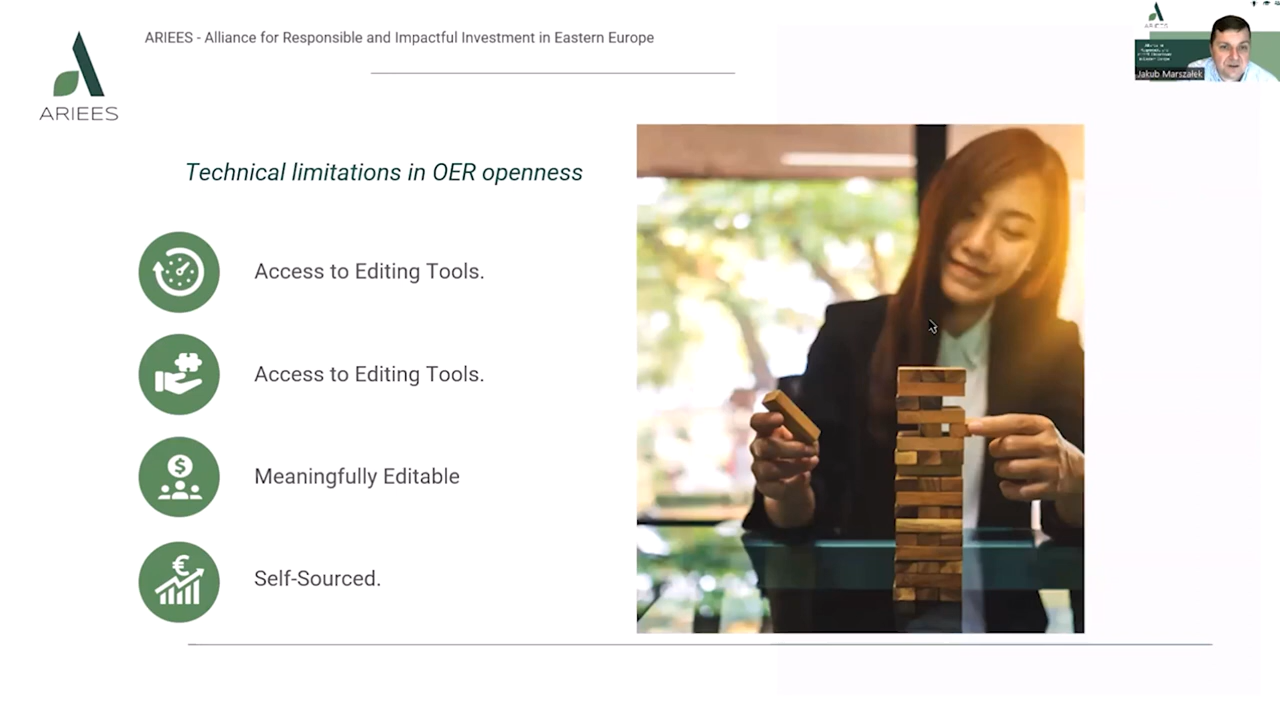 ARIEES - Alliance for Responsible and Impactful Investment in Eastern Europe
ARIEES
Jakub Marszałek
Technical limitations in OER openness
Access to Editing Tools.
Access to Editing Tools.
Meaningfully Editable
Self-Sourced.